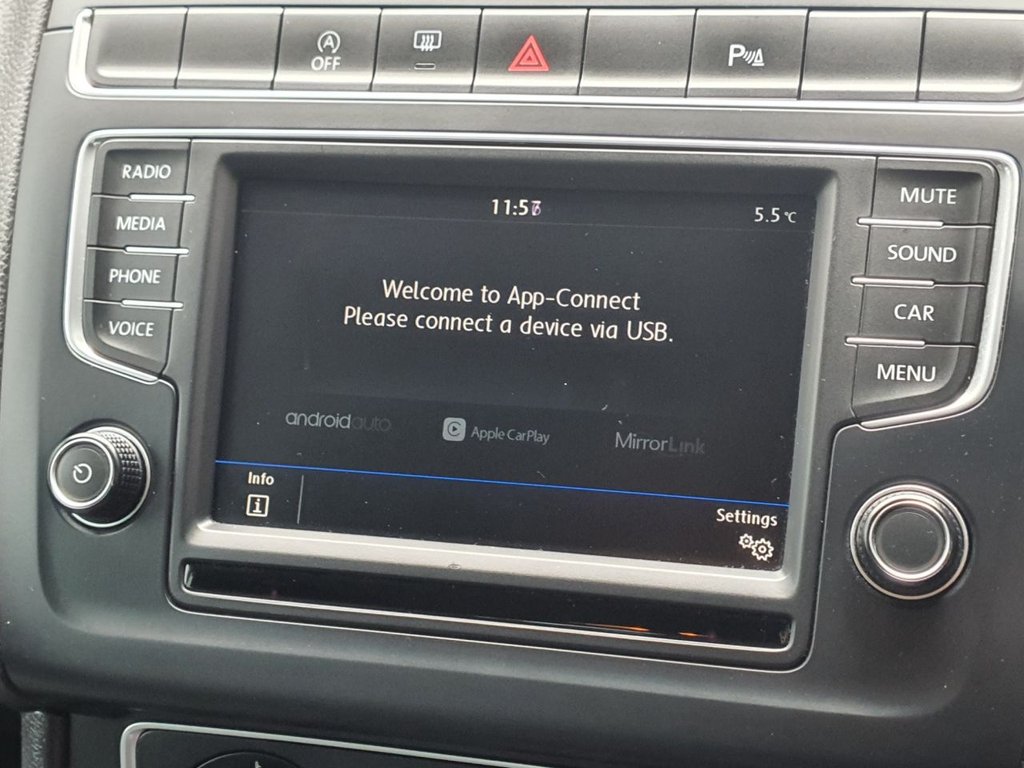 A
OFF
P
RADIO
MEDIA
PHONE
VOICE
5.5°C
Welcome to App-Connect
Please connect a device via USB.
androidauto
Apple CarPlay
MirrorLink
Info
i
Settings
MUTE
SOUND
CAR
MENU